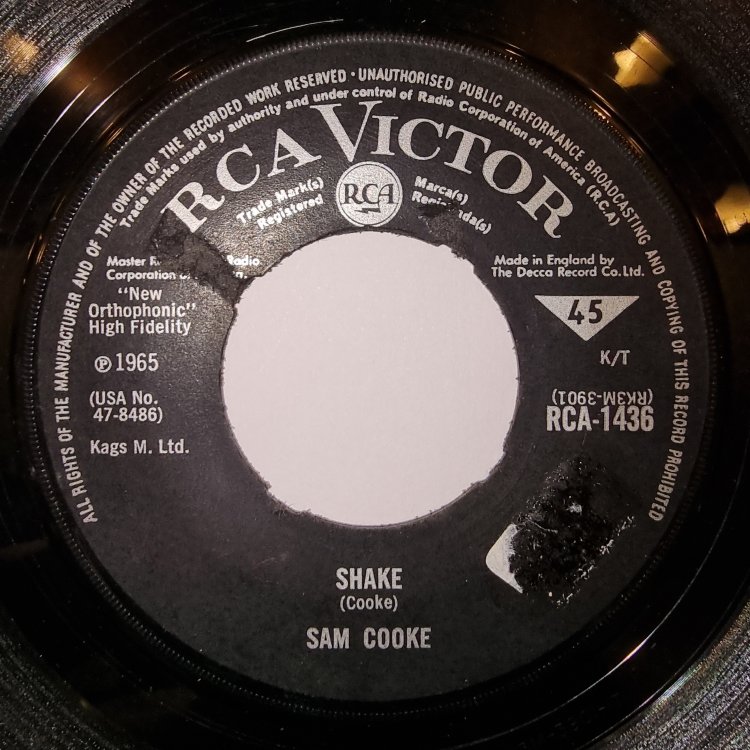 ALL RIGHTS OF THE MANUFACTURER AND OF THE OWNER OF THE RECORDED WORK RESERVED · UNAUTHORISED PUBLIC PERFORMANCE BROADCASTING AND COPYING OF THIS RECORD PROHIBITED
Trade Marks used by authority and under control of Radio Corporation of America (R.C.A)
RCA VICTOR
Trade Mark(s)
Registered
RCA
Marca(s)
Master
Corporation
Made in England by
The Decca Record Co. Ltd.
"New
Orthophonic"
High Fidelity
45
K/T
℗ 1965
(RK3M-3901)
RCA-1436
(USA No.
47-8486)
Kags M. Ltd.
SHAKE
(Cooke)
SAM COOKE